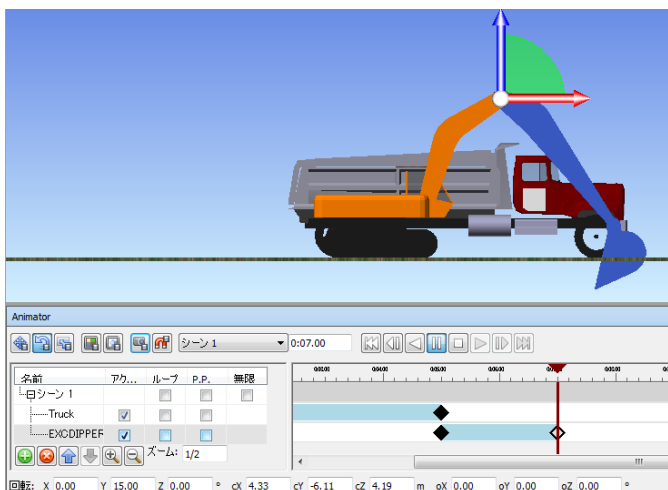 Animator
シーン 1 0:07.00
名前 アク... ループ P.P. 無限
シーン 1
Truck
EXCDIPPER
ズーム: 1/2
回転: X 0.00 Y 15.00 Z 0.00 ° cX 4.33 cY -6.11 cZ 4.19 m oX 0.00 oY 0.00 oZ 0.00 °